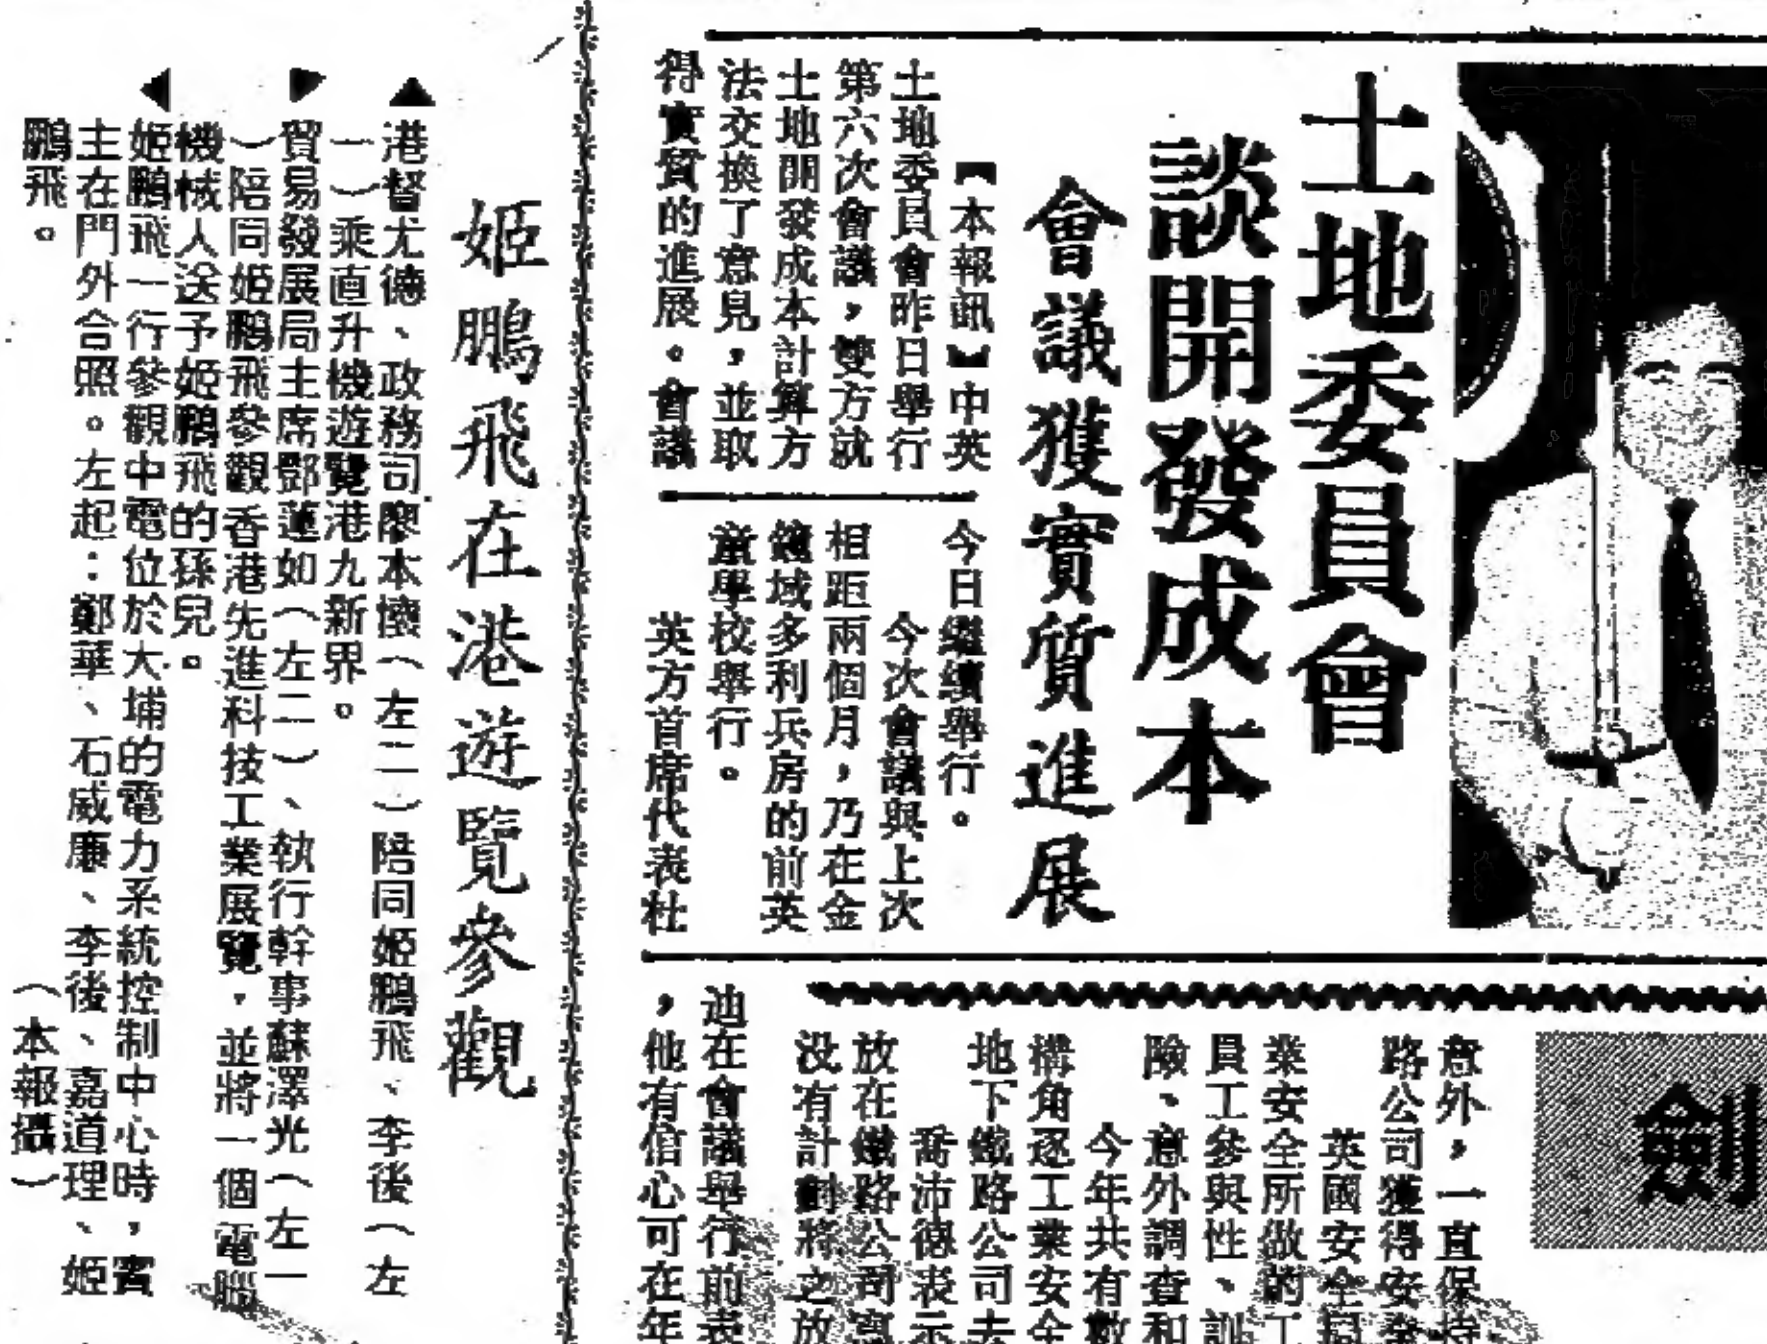 土地委員會
談開發成本
會議獲實質進展
【本報訊】中英
土地委員會昨日舉行
第六次會議，雙方就
土地開發成本計算方
法交換了意見，並取
得實質的進展。會議
今日繼續舉行。
今次會議與上次
相距兩個月，乃在金
鐘域多利兵房的前英
童學校舉行。
英方首席代表杜
迪在會議舉行前表
，他有信心可在年
劍
意外，一直保持
路公司獲得安全
英國安全
業安全所做的工
員工參與性、訓
險、意外調查和
今年共有數
構角逐工業安全
地下鐵路公司去
喬沛德表示
放在鐵路公司
没有計劃將之放
姬鵬飛在港遊覽參觀
▲港督尤德、政務司廖本懷（左二）陪同姬鵬飛、李後（左
一）乘直升機遊覽港九新界。
▶貿易發展局主席鄧蓮如（左二）、執行幹事蘇澤光（左一
）陪同姬鵬飛參觀香港先進科技工業展覽，並將一個電腦
機械人送予姬鵬飛的孫兒。
◀姬鵬飛一行參觀中電位於大埔的電力系統控制中心時，賓
主在門外合照。左起：鄭華、石威廉、李後、嘉道理、姬
鵬飛。
（本報攝）